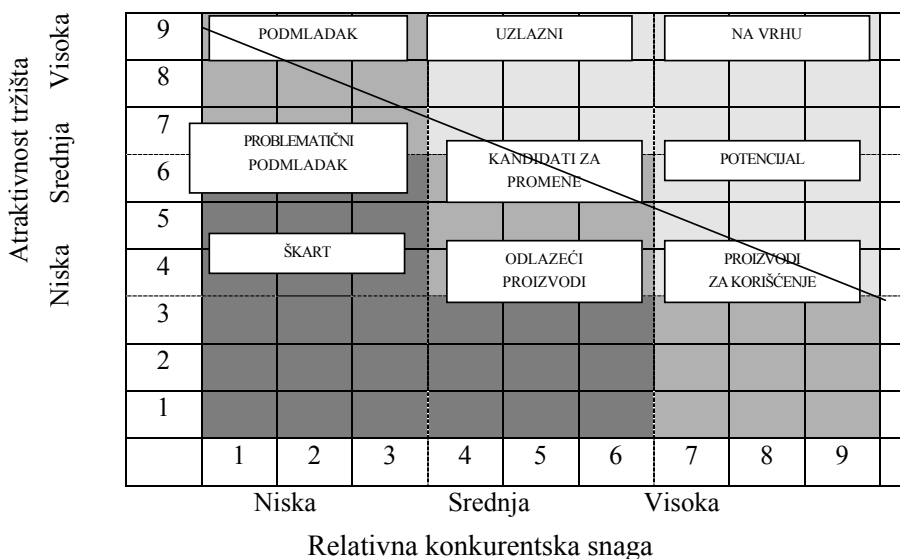 Atraktivnost tržišta
Visoka
Srednja
Niska
9
PODMLADAK
UZLAZNI
NA VRHU
8
7
PROBLEMATIČNI
PODMLADAK
6
KANDIDATI ZA
PROMENE
POTENCIJAL
5
4
ŠKART
ODLAZEĆI
PROIZVODI
PROIZVODI
ZA KORIŠĆENJE
3
2
1
1 2 3 4 5 6 7 8 9
Niska Srednja Visoka
Relativna konkurentska snaga